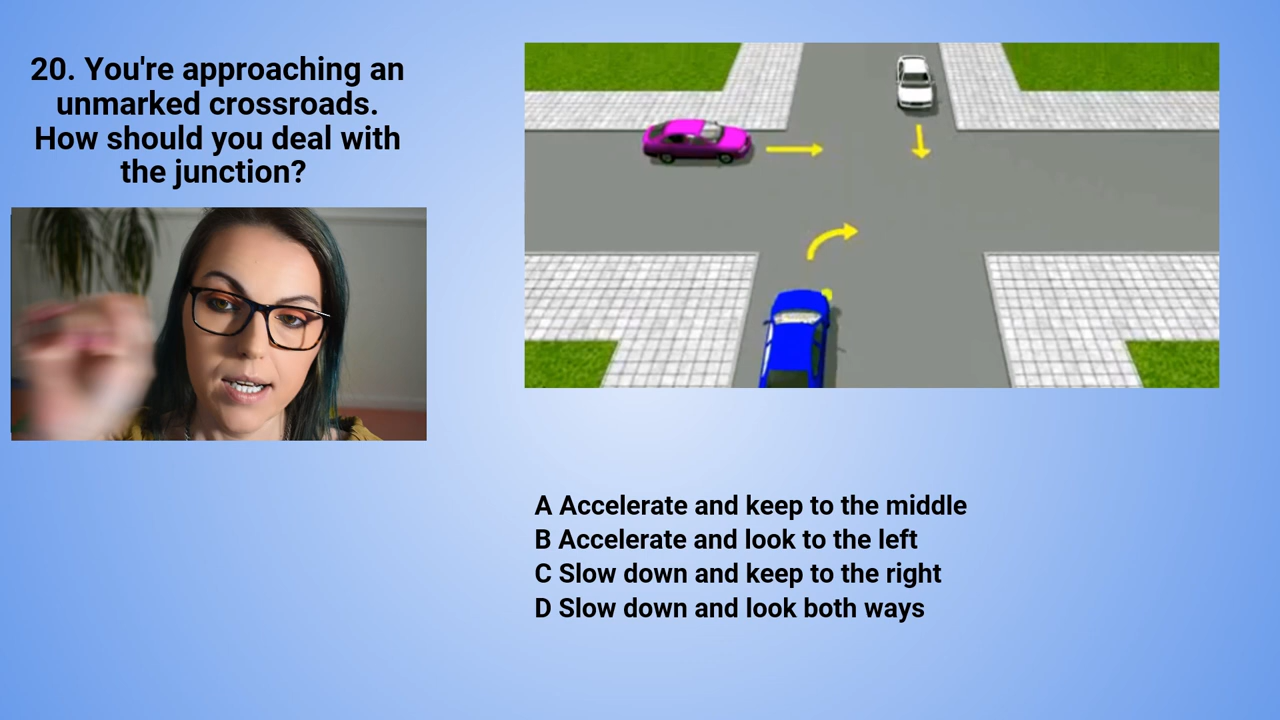 20. You're approaching an
unmarked crossroads.
How should you deal with
the junction?
A Accelerate and keep to the middle
B Accelerate and look to the left
C Slow down and keep to the right
D Slow down and look both ways